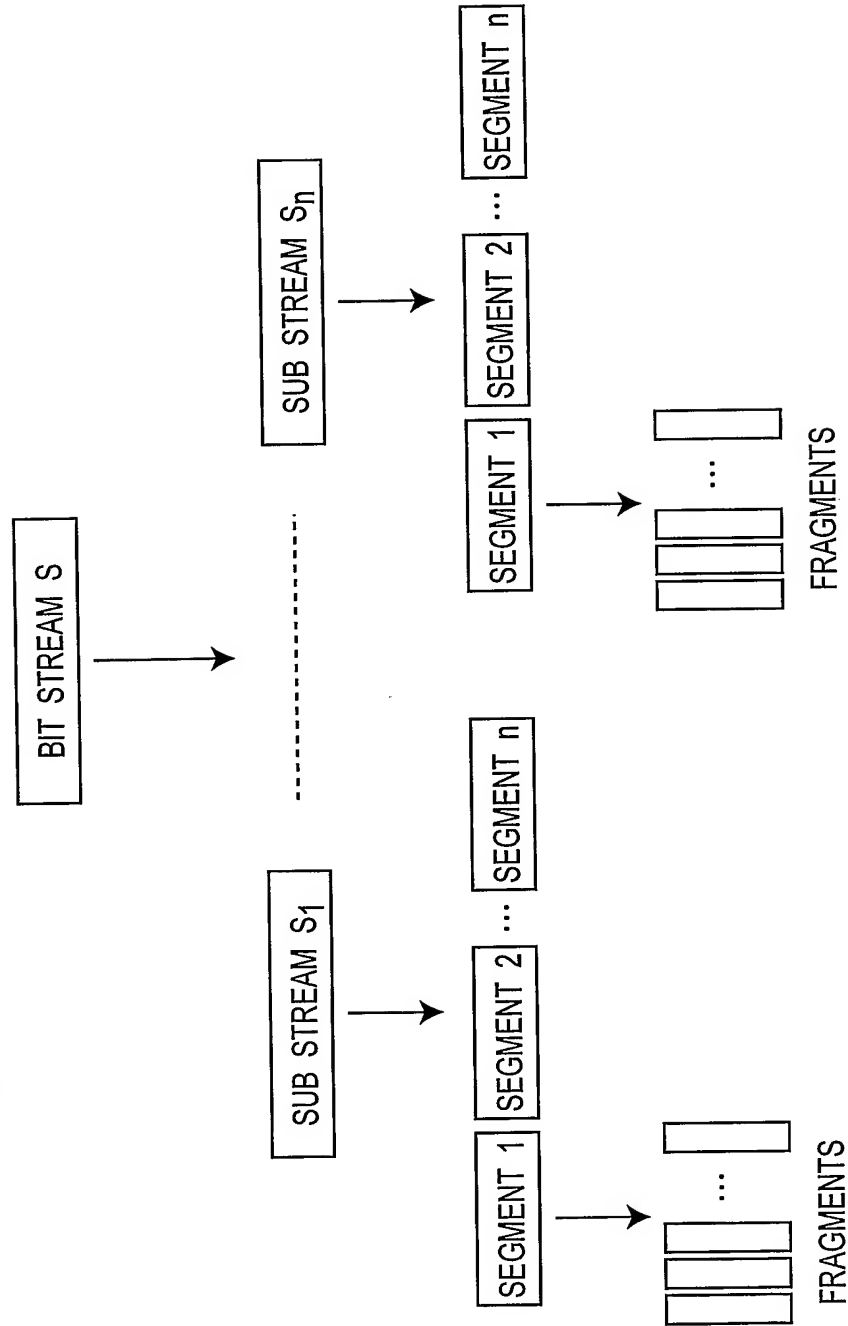 BIT STREAM S
SUB STREAM S1
SUB STREAM Sn
SEGMENT 1
SEGMENT 2
...
SEGMENT n
SEGMENT 1
SEGMENT 2
...
SEGMENT n
...
FRAGMENTS
...
FRAGMENTS